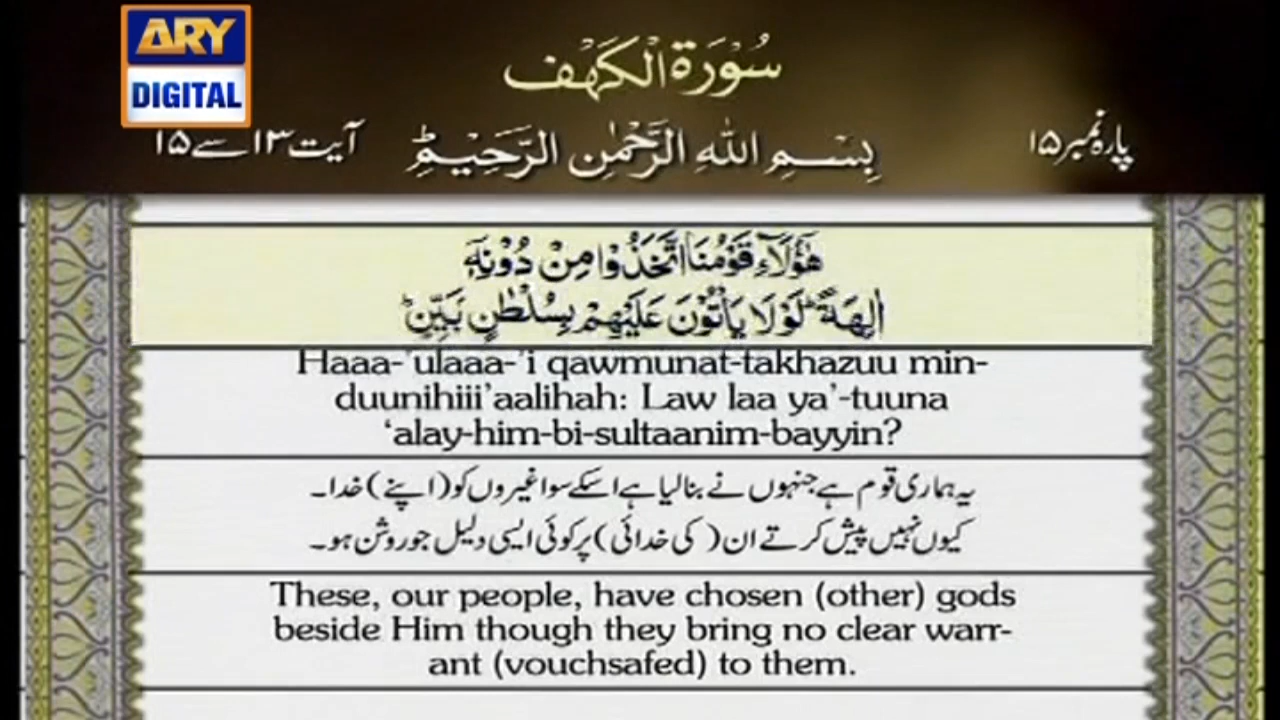 ARY
DIGITAL
سُوْرَةُ الْكَهْف
پارہ نمبر ۱۵
بِسْمِ اللهِ الرَّحْمٰنِ الرَّحِيْمِ
آیت ۱۳ سے ۱۵
هٰٓؤُلَآءِ قَوْمُنَا اتَّخَذُوْا مِنْ دُوْنِهٖۤ
اٰلِهَةً ؕ لَوْ لَا يَاْتُوْنَ عَلَيْهِمْ بِسُلْطٰنٍۭ بَيِّنٍ ؕ
Haaa-'ulaaa-'i qawmunat-takhazuu min-
duunihiii'aalihah: Law laa ya'-tuuna
'alay-him-bi-sultaanim-bayyin?
یہ ہماری قوم ہے جنہوں نے بنالیا ہے اسکے سوا غیروں کو (اپنے) خدا۔
کیوں نہیں پیش کرتے ان (کی خدائی) پر کوئی ایسی دلیل جو روشن ہو۔
These, our people, have chosen (other) gods
beside Him though they bring no clear warr-
ant (vouchsafed) to them.